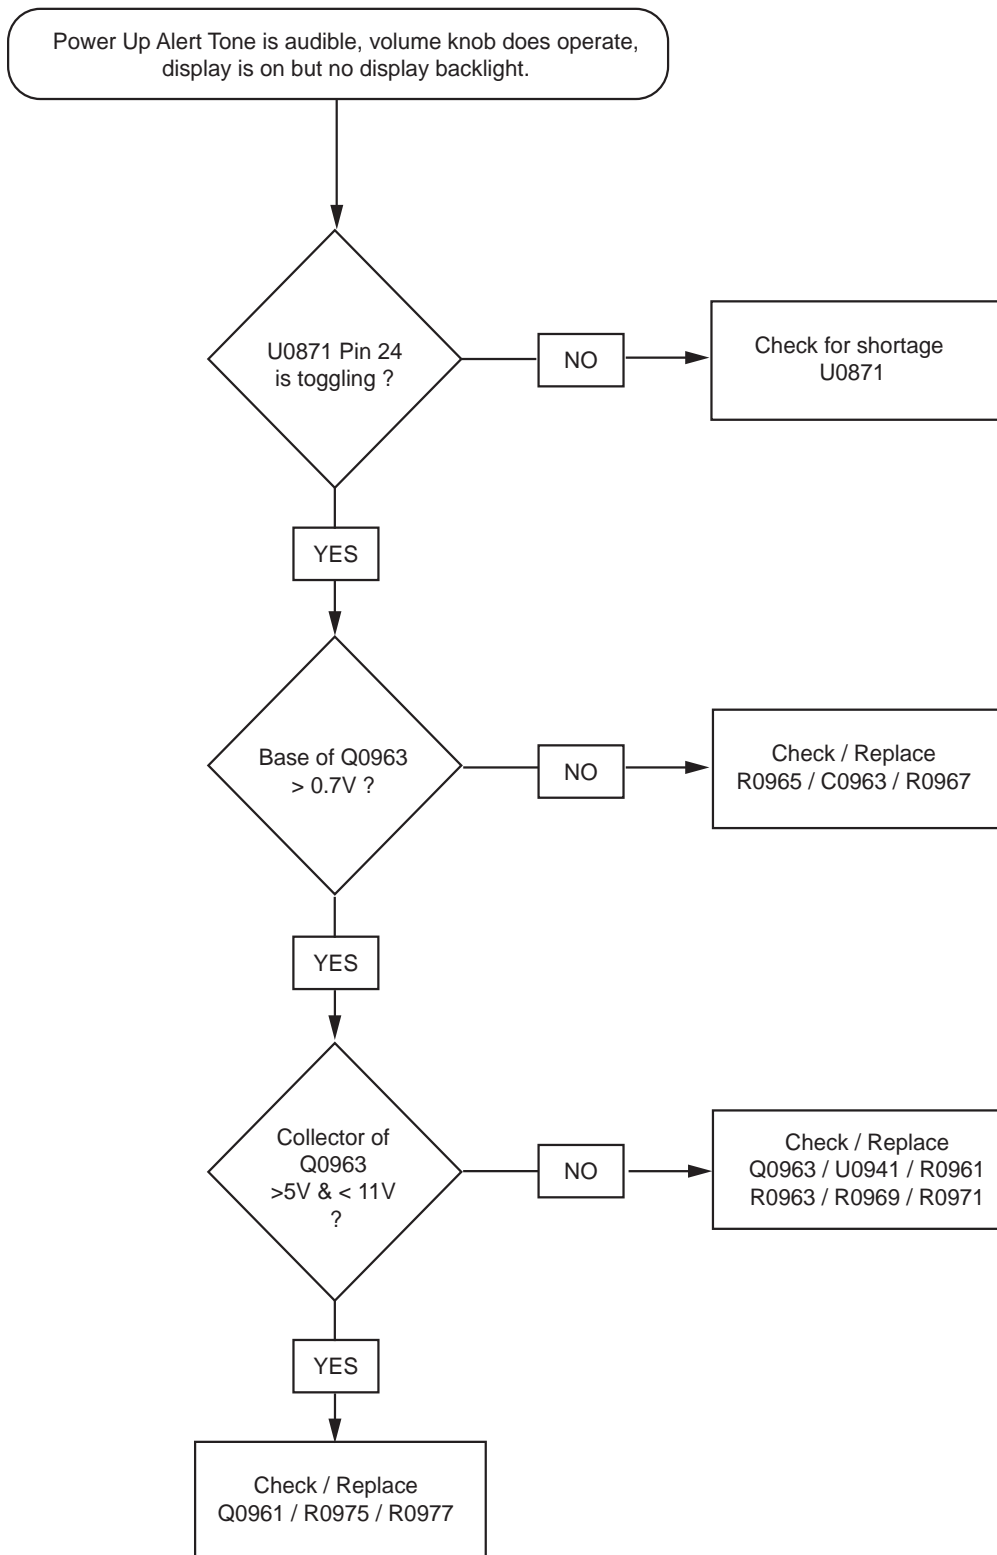 Power Up Alert Tone is audible, volume knob does operate,
display is on but no display backlight.
U0871 Pin 24
is toggling ?
NO
Check for shortage
U0871
YES
Base of Q0963
> 0.7V ?
NO
Check / Replace
R0965 / C0963 / R0967
YES
Collector of
Q0963
>5V & < 11V
?
NO
Check / Replace
Q0963 / U0941 / R0961
R0963 / R0969 / R0971
YES
Check / Replace
Q0961 / R0975 / R0977